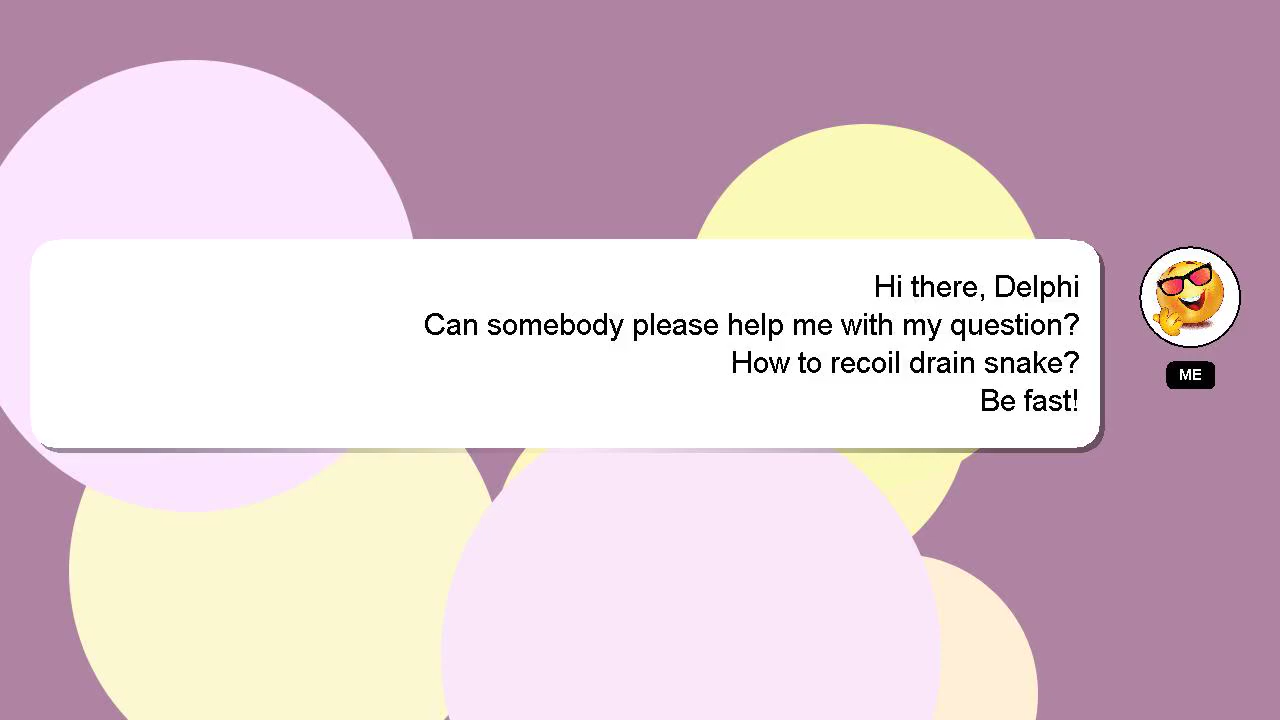 Hi there, Delphi
Can somebody please help me with my question?
How to recoil drain snake?
Be fast!
ME